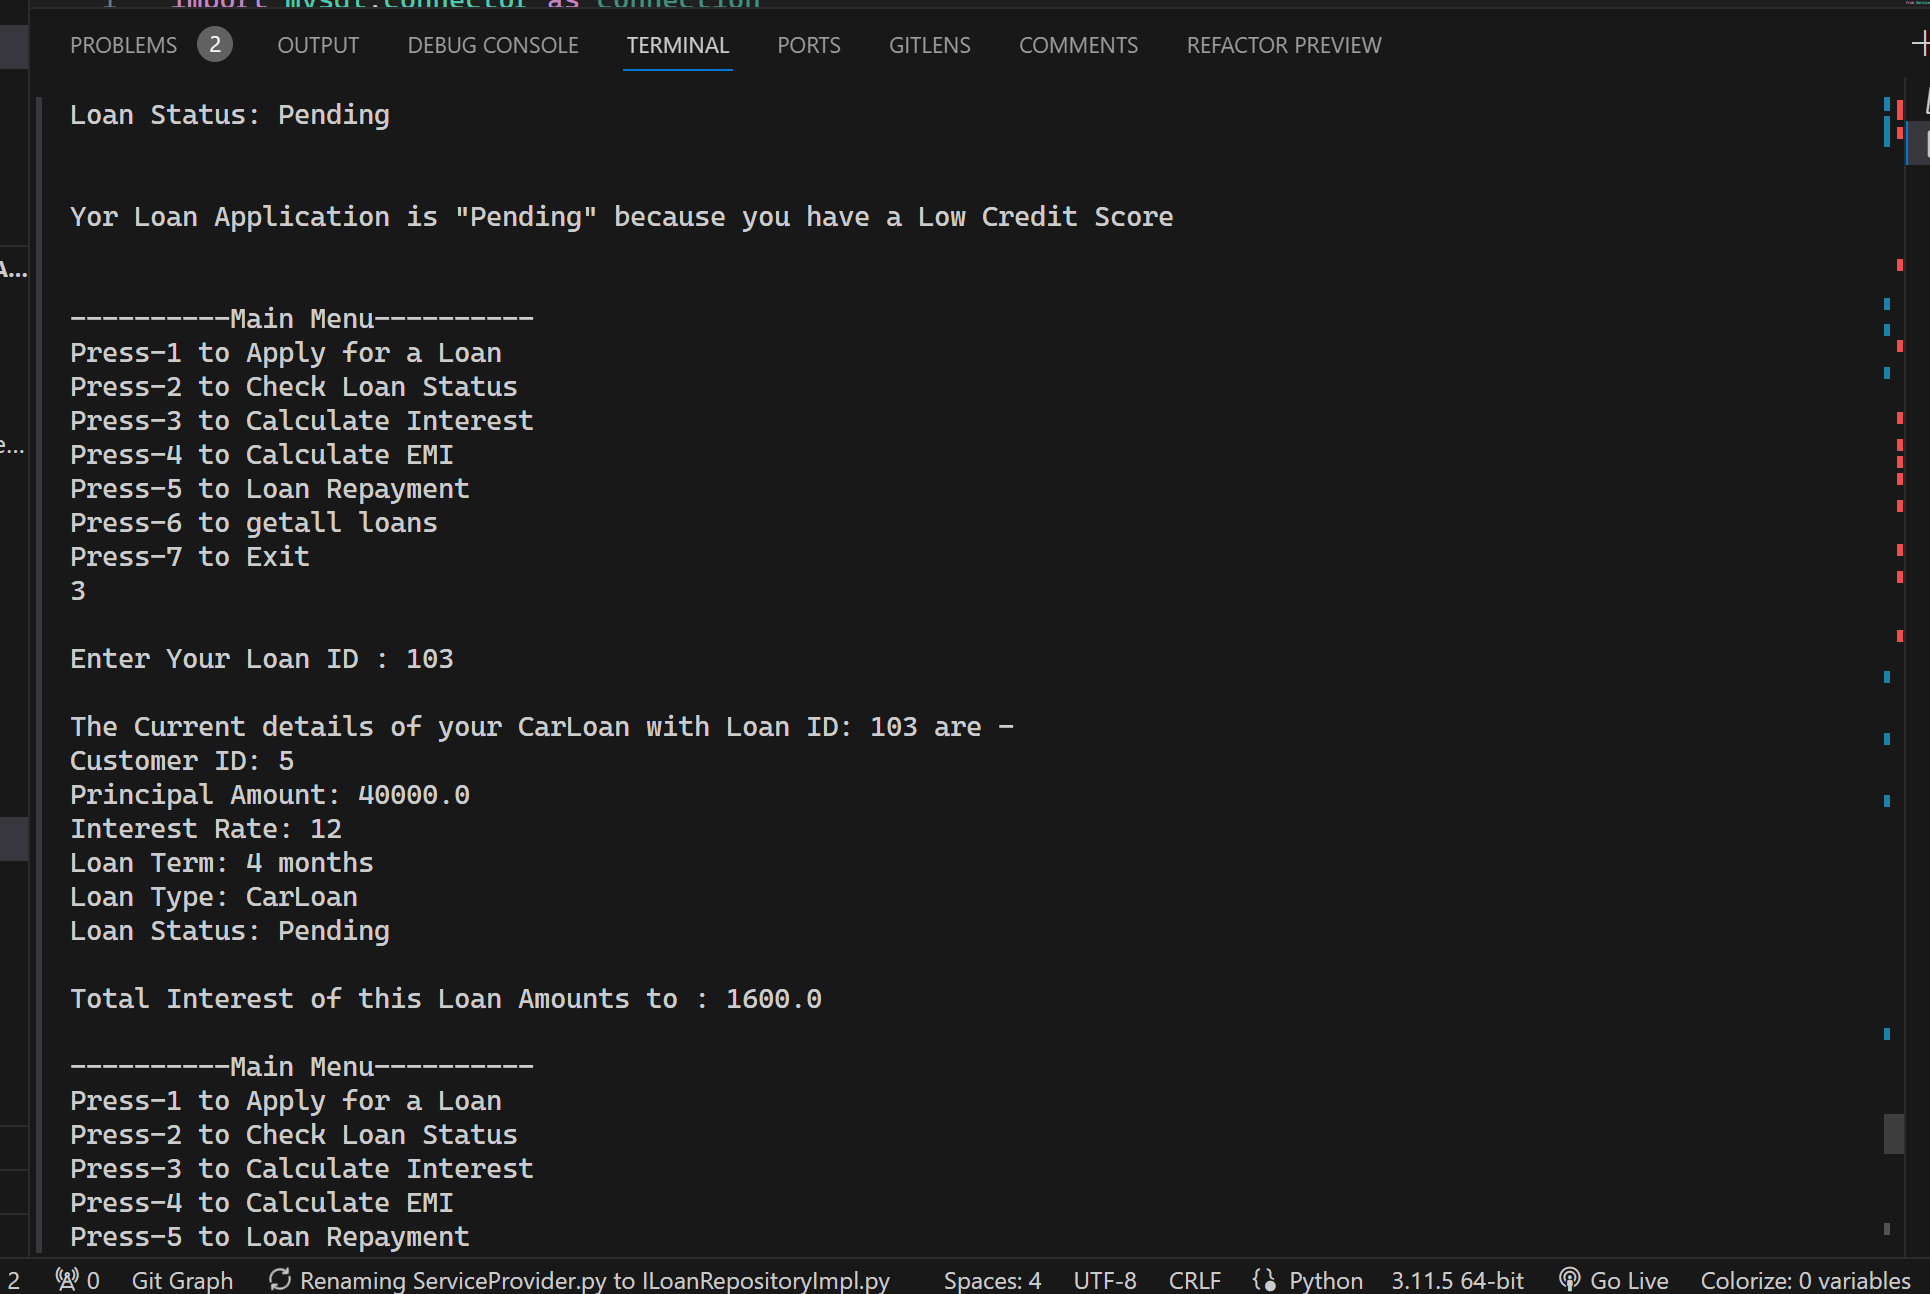 1 import mysql.connector as connection
PROBLEMS 2 OUTPUT DEBUG CONSOLE TERMINAL PORTS GITLENS COMMENTS REFACTOR PREVIEW
Loan Status: Pending
Yor Loan Application is "Pending" because you have a Low Credit Score
A...
----------Main Menu----------
Press-1 to Apply for a Loan
Press-2 to Check Loan Status
Press-3 to Calculate Interest
e...
Press-4 to Calculate EMI
Press-5 to Loan Repayment
Press-6 to getall loans
Press-7 to Exit
3
Enter Your Loan ID : 103
The Current details of your CarLoan with Loan ID: 103 are -
Customer ID: 5
Principal Amount: 40000.0
Interest Rate: 12
Loan Term: 4 months
Loan Type: CarLoan
Loan Status: Pending
Total Interest of this Loan Amounts to : 1600.0
----------Main Menu----------
Press-1 to Apply for a Loan
Press-2 to Check Loan Status
Press-3 to Calculate Interest
Press-4 to Calculate EMI
Press-5 to Loan Repayment
2 0 Git Graph Renaming ServiceProvider.py to ILoanRepositoryImpl.py Spaces: 4 UTF-8 CRLF Python 3.11.5 64-bit Go Live Colorize: 0 variables